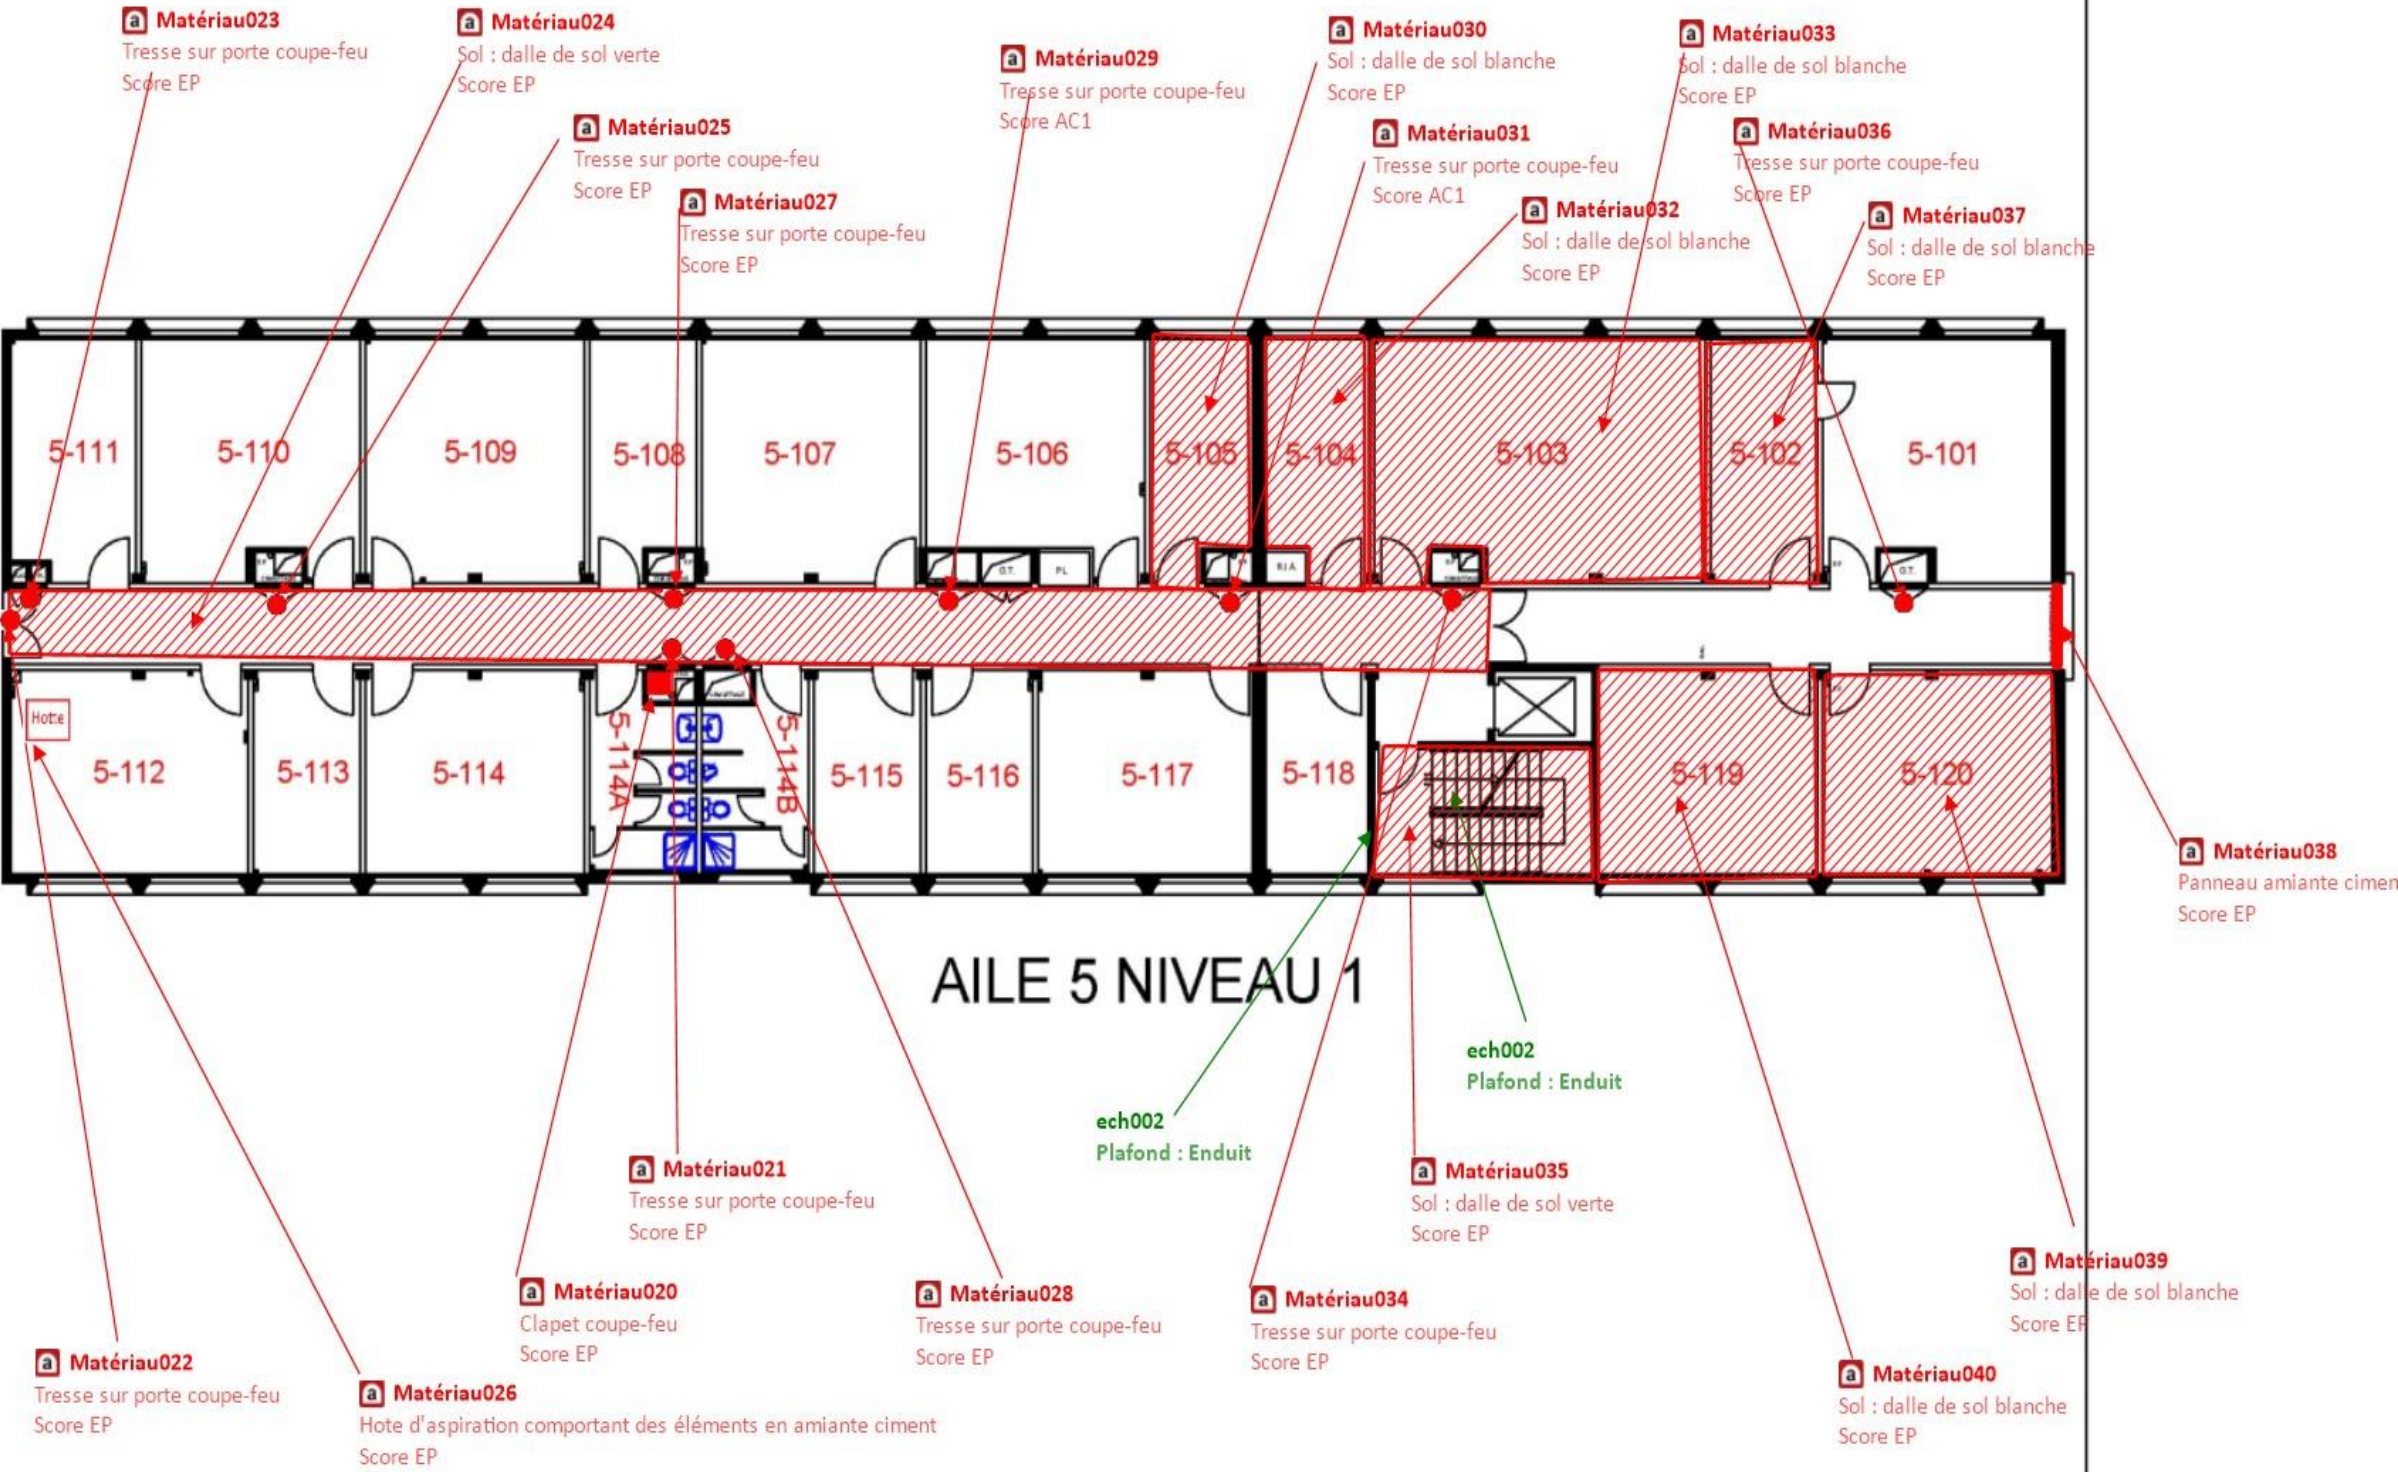 a Matériau023
Tresse sur porte coupe-feu
Score EP
a Matériau024
Sol : dalle de sol verte
Score EP
a Matériau025
Tresse sur porte coupe-feu
Score EP
a Matériau027
Tresse sur porte coupe-feu
Score EP
a Matériau029
Tresse sur porte coupe-feu
Score AC1
a Matériau030
Sol : dalle de sol blanche
Score EP
a Matériau031
Tresse sur porte coupe-feu
Score AC1
a Matériau032
Sol : dalle de sol blanche
Score EP
a Matériau033
Sol : dalle de sol blanche
Score EP
a Matériau036
Tresse sur porte coupe-feu
Score EP
a Matériau037
Sol : dalle de sol blanche
Score EP
5-111
5-110
5-109
5-108
5-107
5-106
5-105
5-104
5-103
5-102
5-101
G.T.
PL
R.I.A.
G.T.
Hotte
5-112
5-113
5-114
5-114A
5-114B
5-115
5-116
5-117
5-118
5-119
5-120
a Matériau038
Panneau amiante cimen
Score EP
AILE 5 NIVEAU 1
ech002
Plafond : Enduit
ech002
Plafond : Enduit
a Matériau021
Tresse sur porte coupe-feu
Score EP
a Matériau035
Sol : dalle de sol verte
Score EP
a Matériau039
Sol : dalle de sol blanche
Score EP
a Matériau020
Clapet coupe-feu
Score EP
a Matériau028
Tresse sur porte coupe-feu
Score EP
a Matériau034
Tresse sur porte coupe-feu
Score EP
a Matériau022
Tresse sur porte coupe-feu
Score EP
a Matériau026
Hote d'aspiration comportant des éléments en amiante ciment
Score EP
a Matériau040
Sol : dalle de sol blanche
Score EP